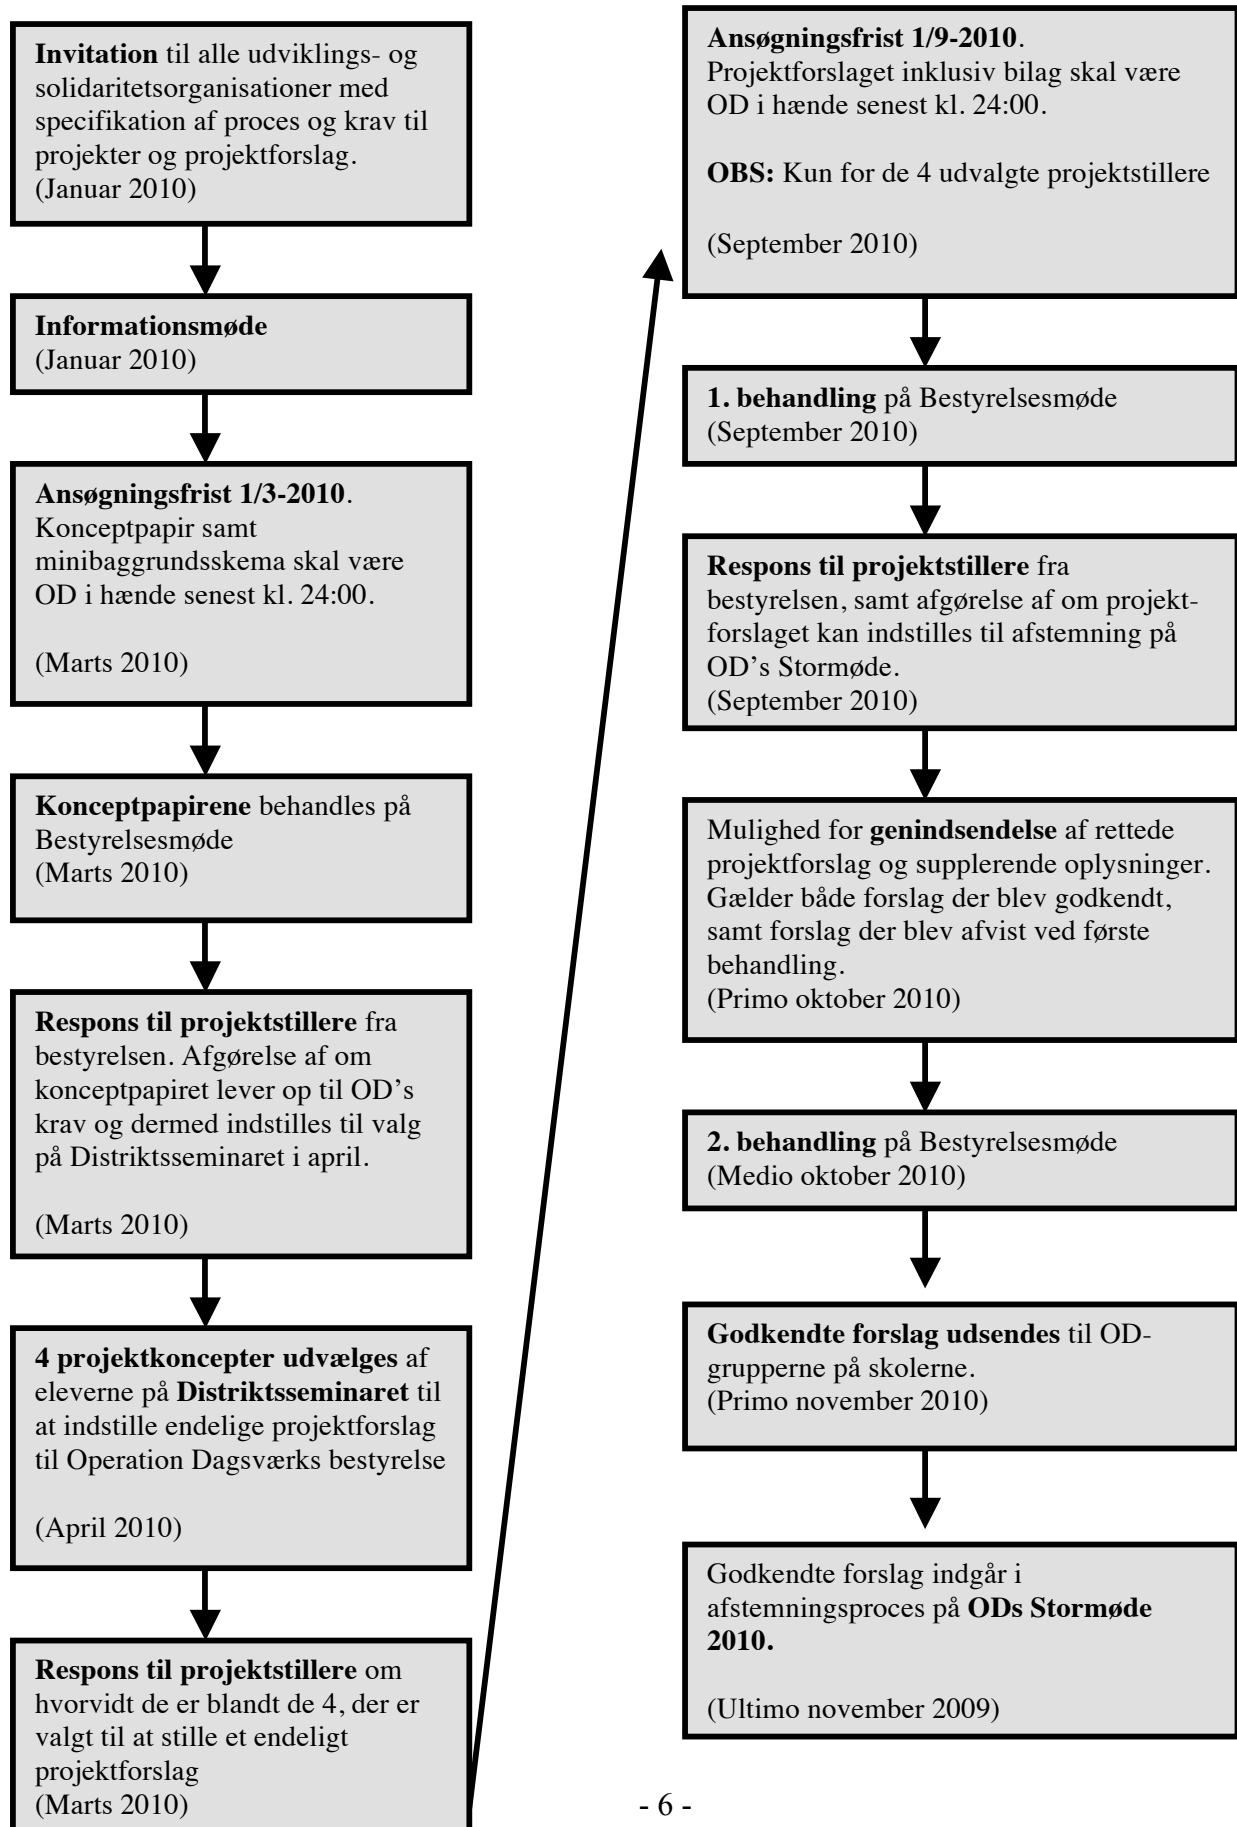 Invitation til alle udviklings- og
solidaritetsorganisationer med
specifikation af proces og krav til
projekter og projektforslag.
(Januar 2010)
Informationsmøde
(Januar 2010)
Ansøgningsfrist 1/3-2010.
Konceptpapir samt
minibaggrundsskema skal være
OD i hænde senest kl. 24:00.
(Marts 2010)
Konceptpapirene behandles på
Bestyrelsesmøde
(Marts 2010)
Respons til projektstillere fra
bestyrelsen. Afgørelse af om
konceptpapiret lever op til OD’s
krav og dermed indstilles til valg
på Distriktsseminaret i april.
(Marts 2010)
4 projektkoncepter udvælges af
eleverne på Distriktsseminaret til
at indstille endelige projektforslag
til Operation Dagsværks bestyrelse
(April 2010)
Respons til projektstillere om
hvorvidt de er blandt de 4, der er
valgt til at stille et endeligt
projektforslag
(Marts 2010)
Ansøgningsfrist 1/9-2010.
Projektforslaget inklusiv bilag skal være
OD i hænde senest kl. 24:00.
OBS: Kun for de 4 udvalgte projektstillere
(September 2010)
1. behandling på Bestyrelsesmøde
(September 2010)
Respons til projektstillere fra
bestyrelsen, samt afgørelse af om projekt-
forslaget kan indstilles til afstemning på
OD’s Stormøde.
(September 2010)
Mulighed for genindsendelse af rettede
projektforslag og supplerende oplysninger.
Gælder både forslag der blev godkendt,
samt forslag der blev afvist ved første
behandling.
(Primo oktober 2010)
2. behandling på Bestyrelsesmøde
(Medio oktober 2010)
Godkendte forslag udsendes til OD-
grupperne på skolerne.
(Primo november 2010)
Godkendte forslag indgår i
afstemningsproces på ODs Stormøde
2010.
(Ultimo november 2009)
- 6 -